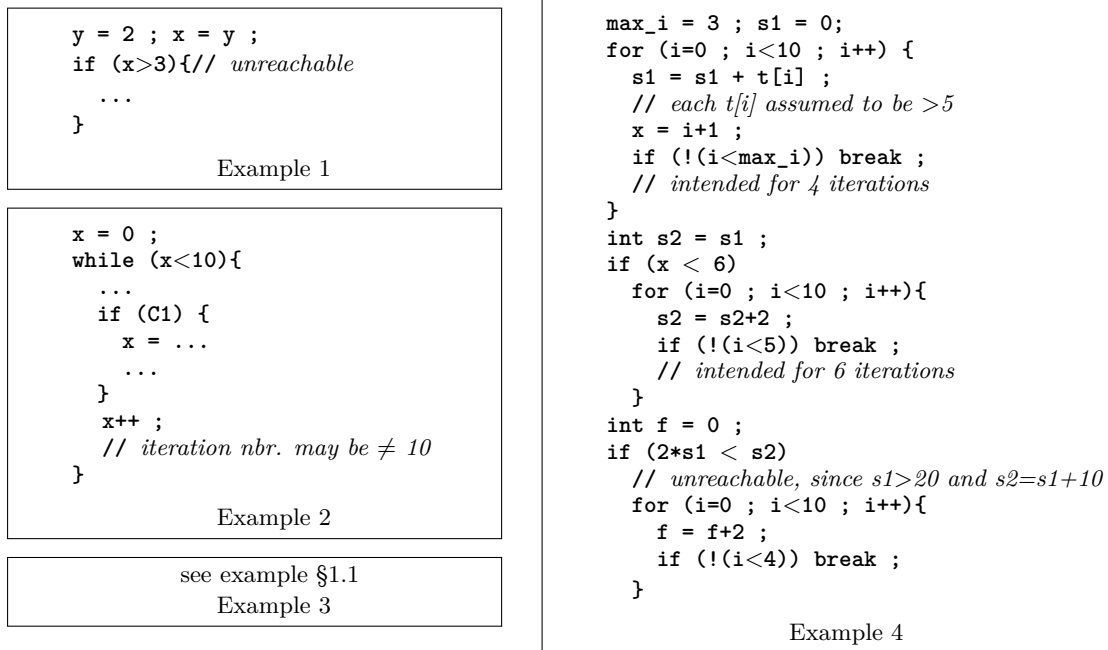 y = 2 ; x = y ;
if (x>3){// unreachable
...
}
Example 1
x = 0 ;
while (x<10){
...
if (C1) {
x = ...
...
}
x++ ;
// iteration nbr. may be ≠ 10
}
Example 2
see example §1.1
Example 3
max_i = 3 ; s1 = 0;
for (i=0 ; i<10 ; i++) {
s1 = s1 + t[i] ;
// each t[i] assumed to be >5
x = i+1 ;
if (!(i<max_i)) break ;
// intended for 4 iterations
}
int s2 = s1 ;
if (x < 6)
for (i=0 ; i<10 ; i++){
s2 = s2+2 ;
if (!(i<5)) break ;
// intended for 6 iterations
}
int f = 0 ;
if (2*s1 < s2)
// unreachable, since s1>20 and s2=s1+10
for (i=0 ; i<10 ; i++){
f = f+2 ;
if (!(i<4)) break ;
}
Example 4